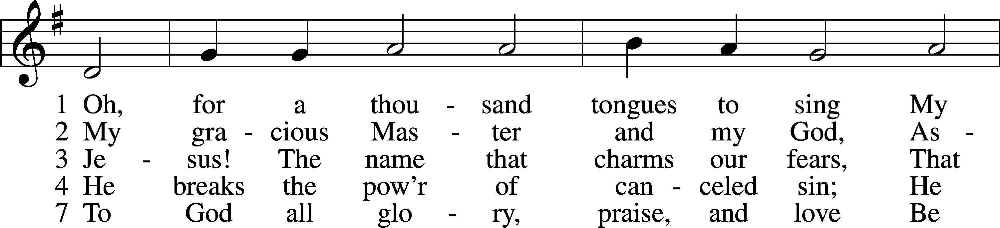 1 Oh, for a thou - sand tongues to sing My
2 My gra - cious Mas - ter and my God, As -
3 Je - sus! The name that charms our fears, That
4 He breaks the pow’r of can - celed sin; He
7 To God all glo - ry, praise, and love Be